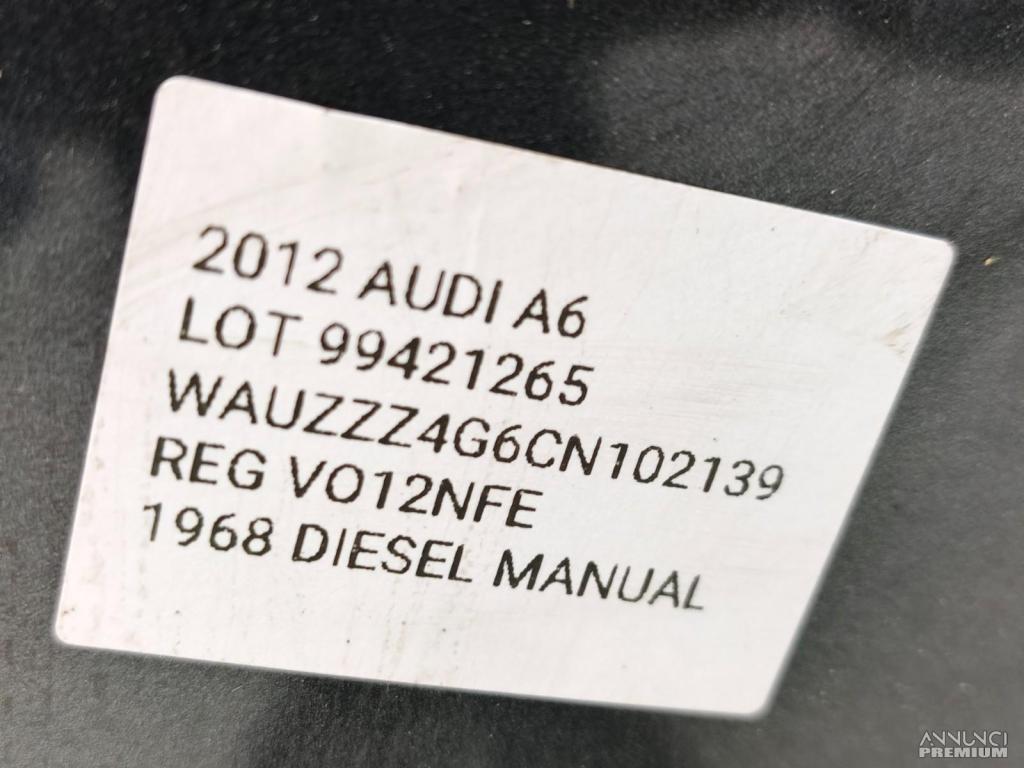 2012 AUDI A6
LOT 99421265
WAUZZZ4G6CN102139
REG VO12NFE
1968 DIESEL MANUAL
ANNUNCI
PREMIUM